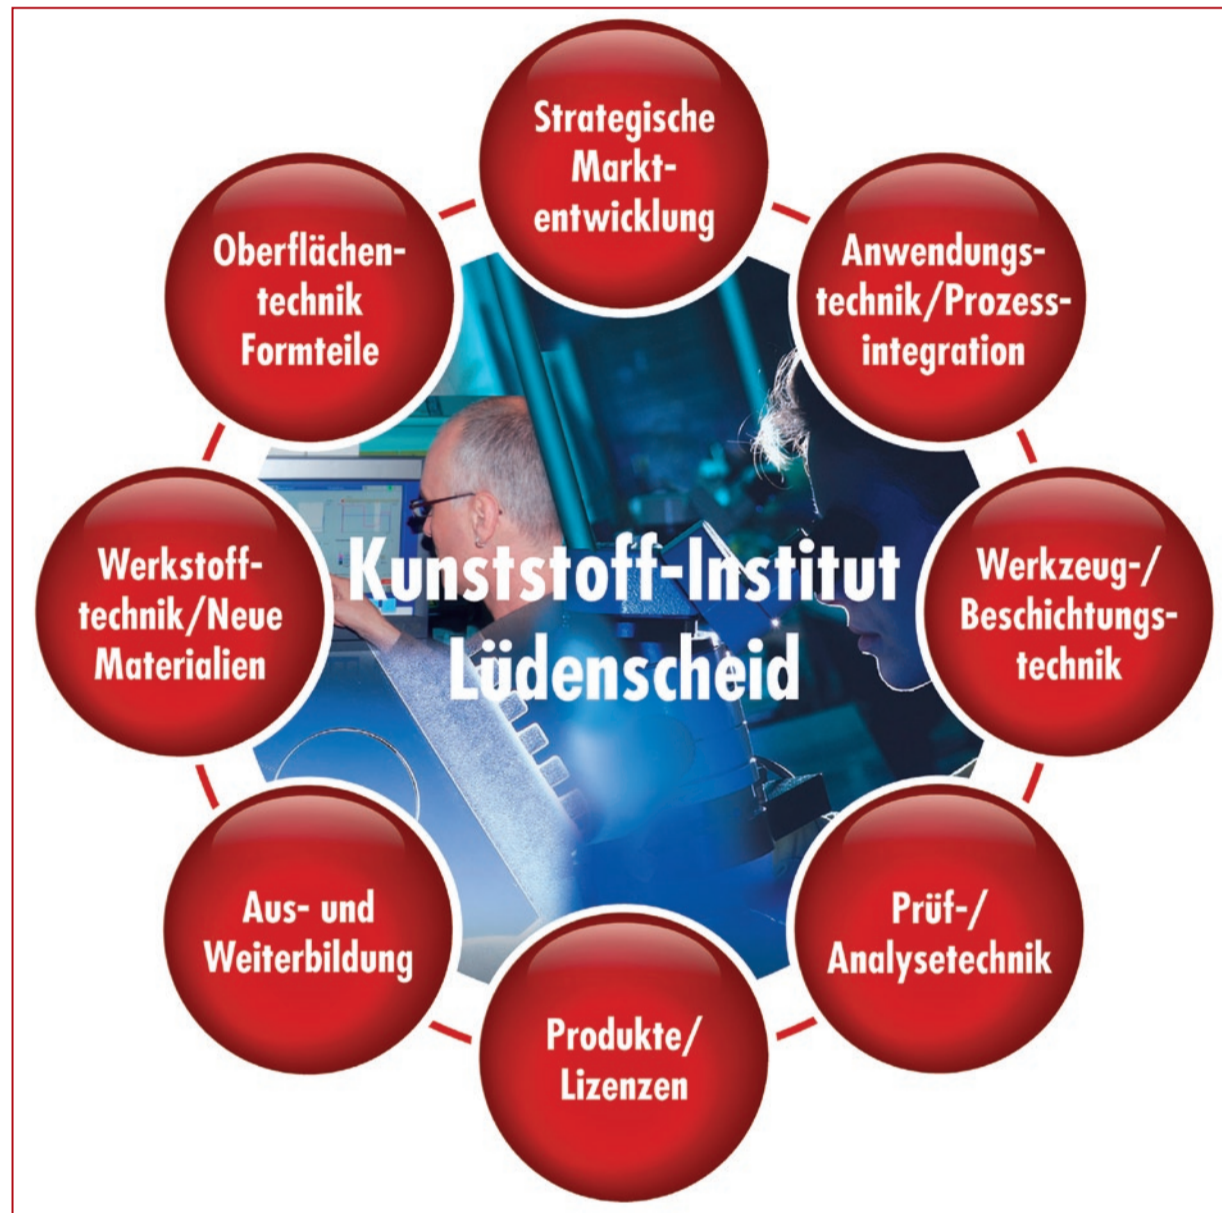 Strategische
Markt-
entwicklung
Anwendungs-
technik/Prozess-
integration
Werkzeug-/
Beschichtungs-
technik
Prüf-/
Analysetechnik
Produkte/
Lizenzen
Aus- und
Weiterbildung
Werkstoff-
technik/Neue
Materialien
Oberflächen-
technik
Formteile
Kunststoff-Institut
Lüdenscheid